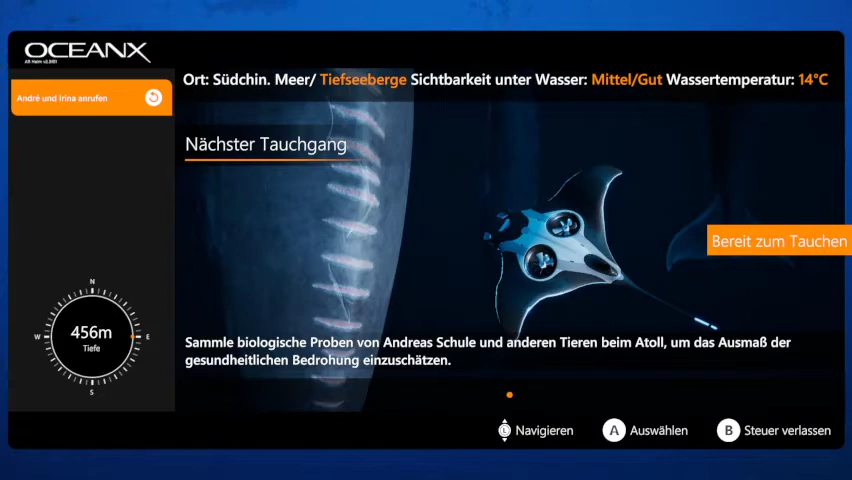 OCEANX
Ort: Südchin. Meer/ Tiefseeberge Sichtbarkeit unter Wasser: Mittel/Gut Wassertemperatur: 14°C
André und Irina anrufen
Nächster Tauchgang
Bereit zum Tauchen
N
W
E
S
456m
Tiefe
Sammle biologische Proben von Andreas Schule und anderen Tieren beim Atoll, um das Ausmaß der
gesundheitlichen Bedrohung einzuschätzen.
L
Navigieren
A
Auswählen
B
Steuer verlassen